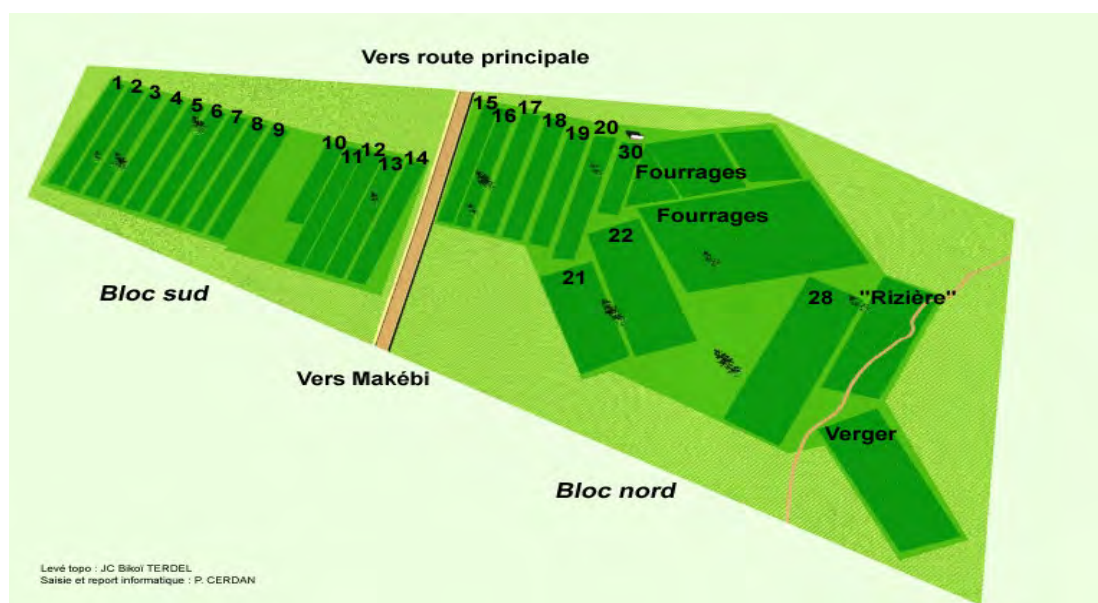 Vers route principale
1 2 3 4 5 6 7 8 9
10 11 12 13 14
15 16 17 18 19 20
30
Fourrages
Fourrages
22
21
28 "Rizière"
Bloc sud
Vers Makébi
Verger
Bloc nord
Levé topo : JC Bikoï TERDEL
Saisie et report informatique : P. CERDAN